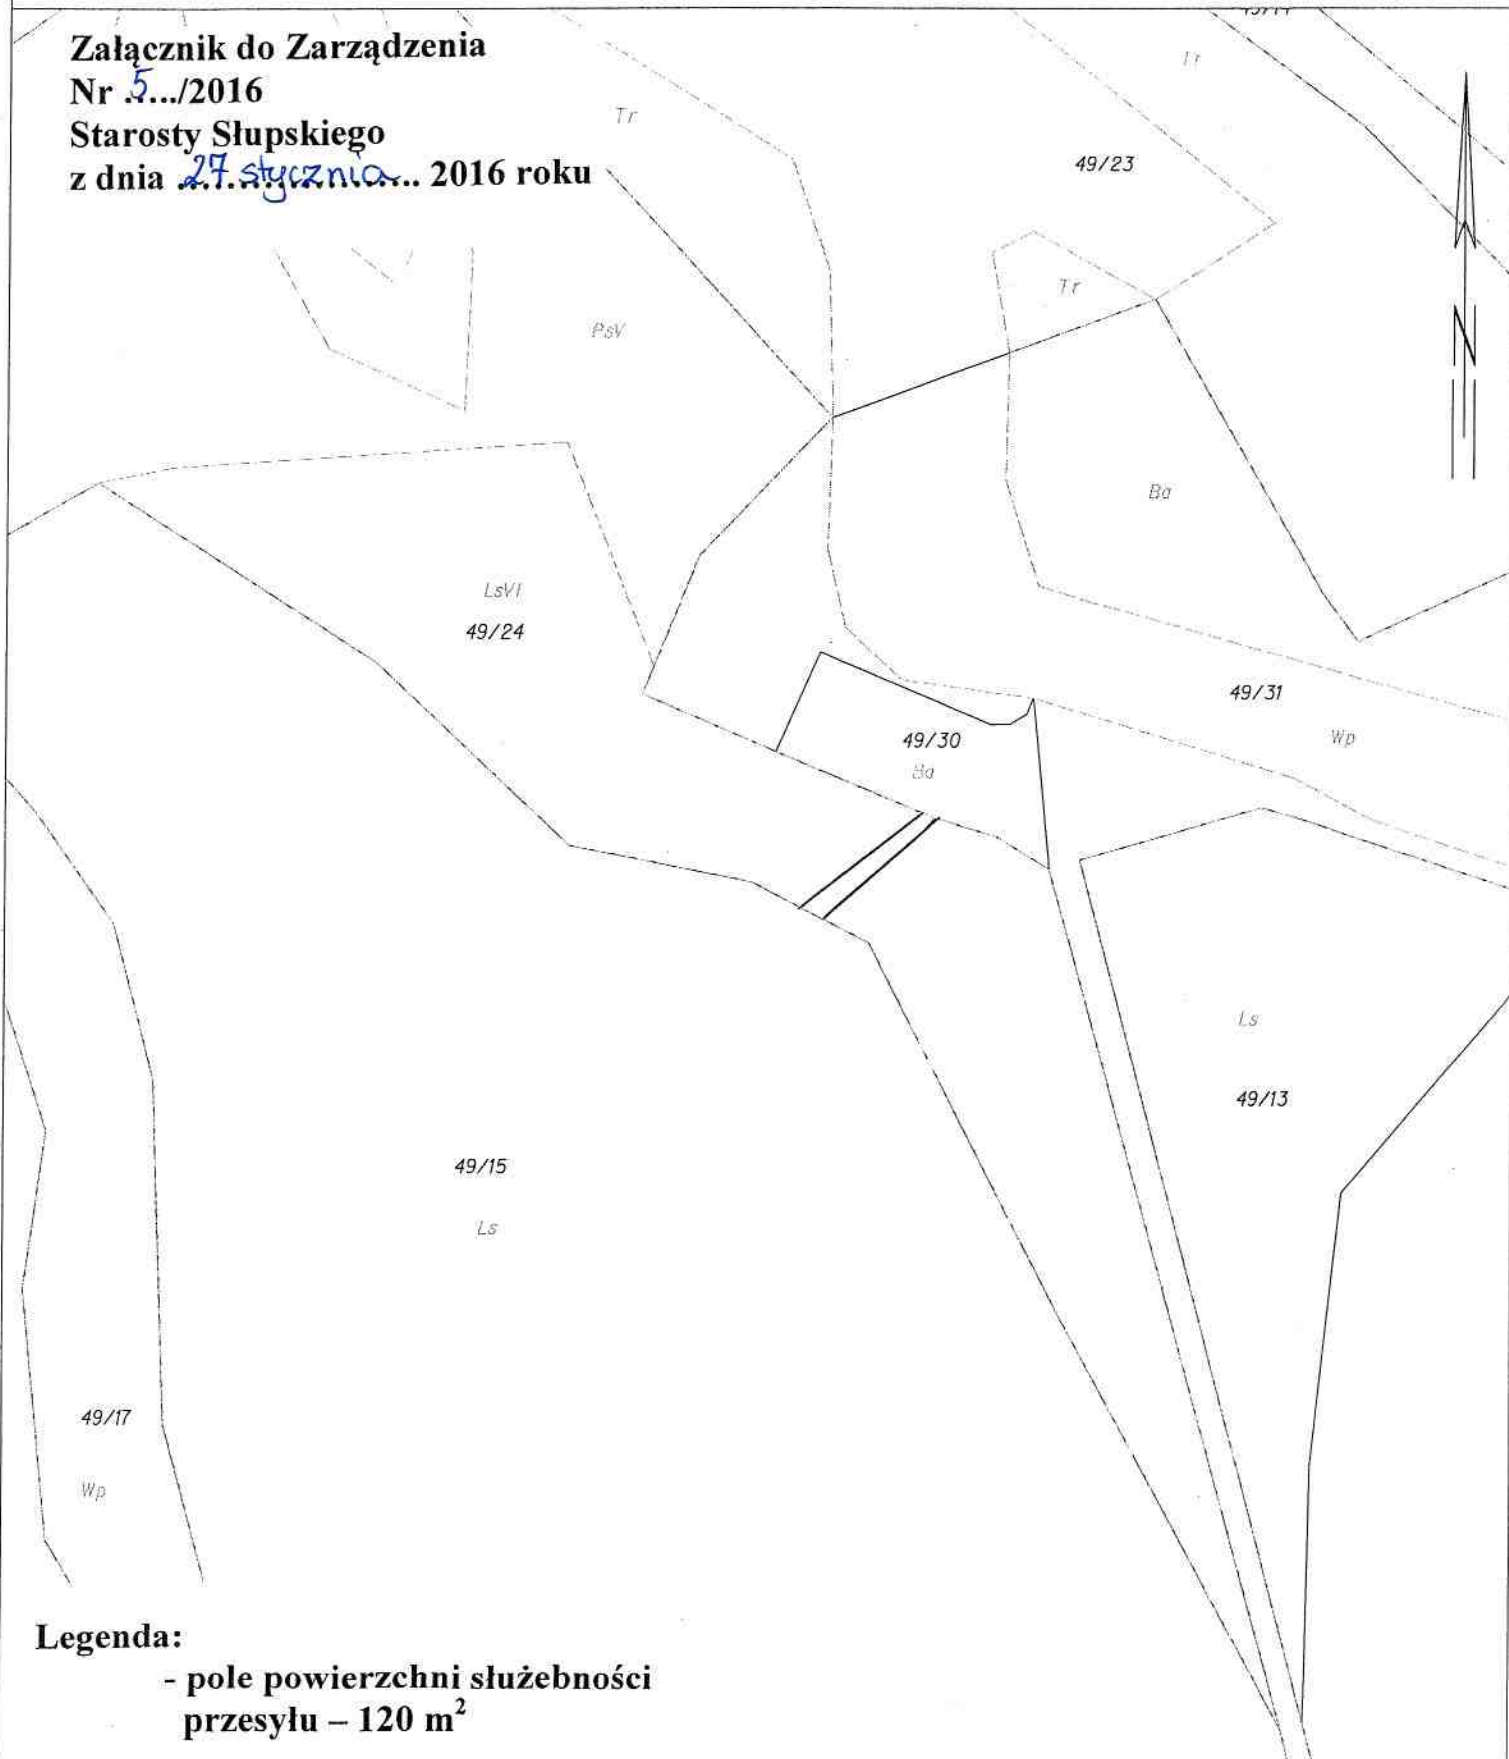 Załącznik do Zarządzenia
Nr .5.../2016
Starosty Słupskiego
z dnia 27 stycznia 2016 roku
Tr
Tr
49/23
Tr
PsV
N
Ba
LsVI
49/24
49/31
Wp
49/30
Ba
Ls
49/13
49/15
Ls
49/17
Wp
Legenda:
- pole powierzchni służebności
przesyłu – 120 m²